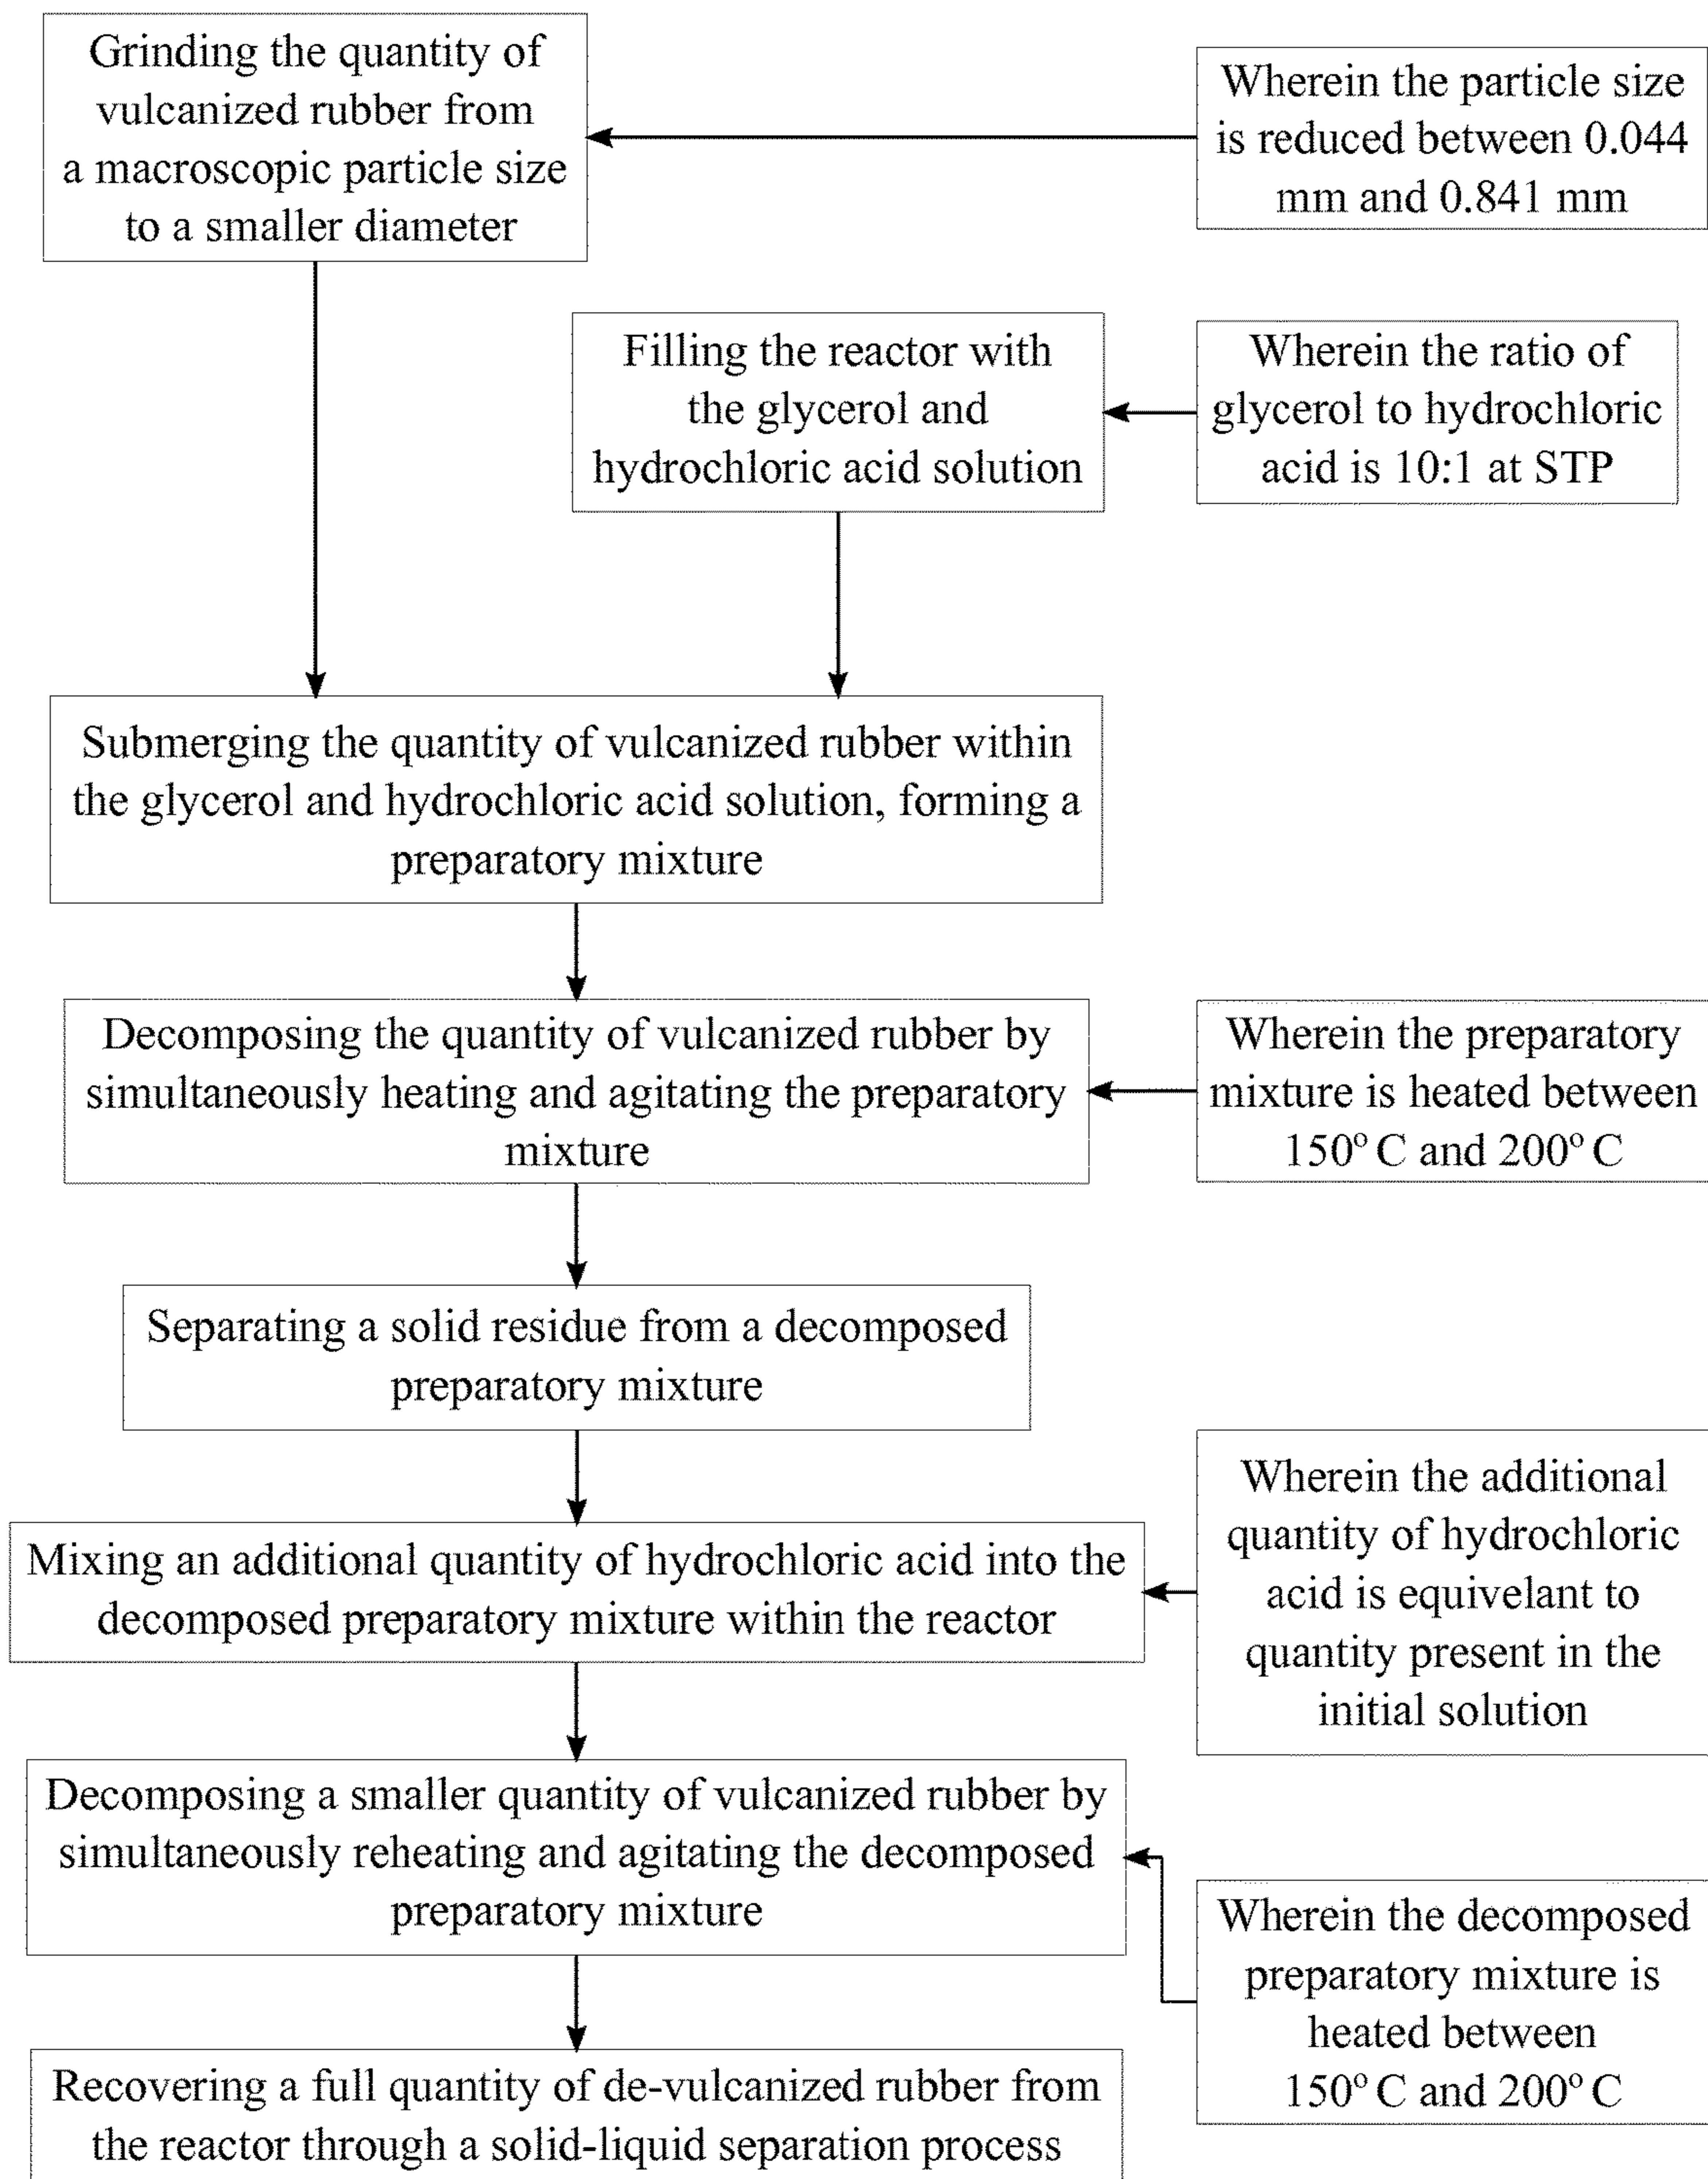 Grinding the quantity of
vulcanized rubber from
a macroscopic particle size
to a smaller diameter
Wherein the particle size
is reduced between 0.044
mm and 0.841 mm
Filling the reactor with
the glycerol and
hydrochloric acid solution
Wherein the ratio of
glycerol to hydrochloric
acid is 10:1 at STP
Submerging the quantity of vulcanized rubber within
the glycerol and hydrochloric acid solution, forming a
preparatory mixture
Decomposing the quantity of vulcanized rubber by
simultaneously heating and agitating the preparatory
mixture
Wherein the preparatory
mixture is heated between
150º C and 200º C
Separating a solid residue from a decomposed
preparatory mixture
Mixing an additional quantity of hydrochloric acid into the
decomposed preparatory mixture within the reactor
Wherein the additional
quantity of hydrochloric
acid is equivelant to
quantity present in the
initial solution
Decomposing a smaller quantity of vulcanized rubber by
simultaneously reheating and agitating the decomposed
preparatory mixture
Wherein the decomposed
preparatory mixture is
heated between
150º C and 200º C
Recovering a full quantity of de-vulcanized rubber from
the reactor through a solid-liquid separation process